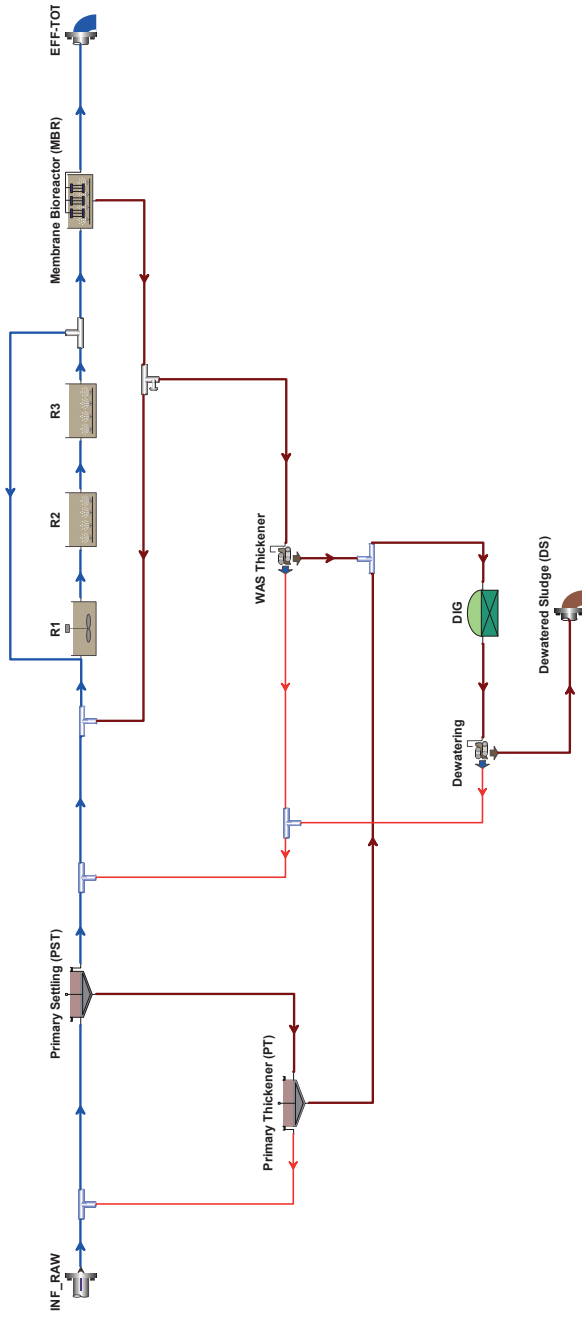 INF_RAW
Primary Settling (PST)
Primary Thickener (PT)
R1
R2
R3
Membrane Bioreactor (MBR)
EFF-TOT
WAS Thickener
DIG
Dewatering
Dewatered Sludge (DS)